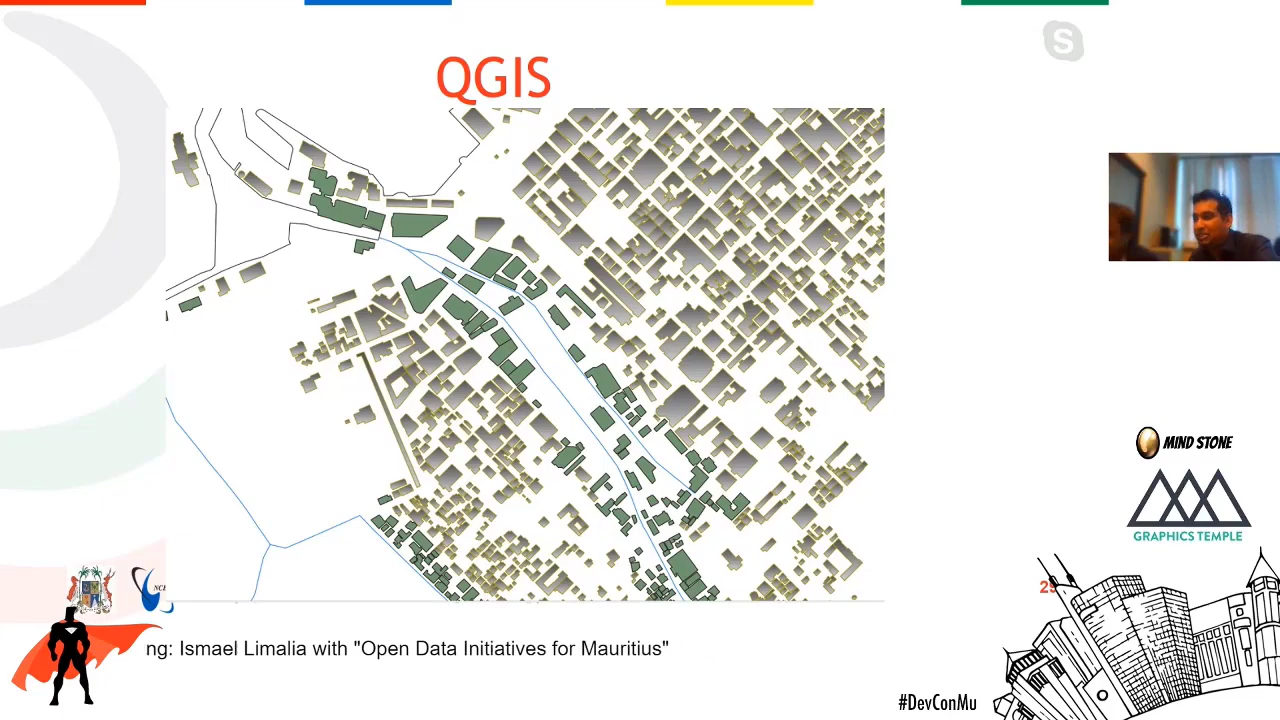 QGIS
S
MIND STONE
GRAPHICS TEMPLE
ng: Ismael Limalia with "Open Data Initiatives for Mauritius"
#DevConMu